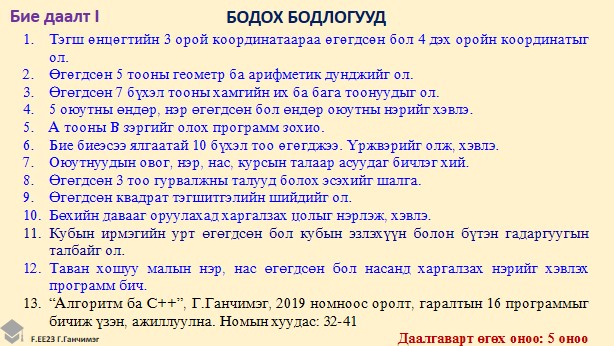 Бие даалт I
БОДОХ БОДЛОГУУД
1. Тэгш өнцөгтийн 3 орой координатаараа өгөгдсөн бол 4 дэх оройн координатыг
ол.
2. Өгөгдсөн 5 тооны геометр ба арифметик дунджийг ол.
3. Өгөгдсөн 7 бүхэл тооны хамгийн их ба бага тоонуудыг ол.
4. 5 оюутны өндөр, нэр өгөгдсөн бол өндөр оюутны нэрийг хэвлэ.
5. А тооны В зэргийг олох программ зохио.
6. Бие биеэсээ ялгаатай 10 бүхэл тоо өгөгджээ. Үржвэрийг олж, хэвлэ.
7. Оюутнуудын овог, нэр, нас, курсын талаар асуудаг бичлэг хий.
8. Өгөгдсөн 3 тоо гурвалжны талууд болох эсэхийг шалга.
9. Өгөгдсөн квадрат тэгшитгэлийн шийдийг ол.
10. Бөхийн давааг оруулахад харгалзах цолыг нэрлэж, хэвлэ.
11. Кубын ирмэгийн урт өгөгдсөн бол кубын эзлэхүүн болон бүтэн гадаргуугын
талбайг ол.
12. Таван хошуу малын нэр, нас өгөгдсөн бол насанд харгалзах нэрийг хэвлэх
программ бич.
13. “Алгоритм ба С++”, Г.Ганчимэг, 2019 номноос оролт, гаралтын 16 программыг
бичиж үзэн, ажиллуулна. Номын хуудас: 32-41
F.EE23 Г.Ганчимэг
Даалгаварт өгөх оноо: 5 оноо